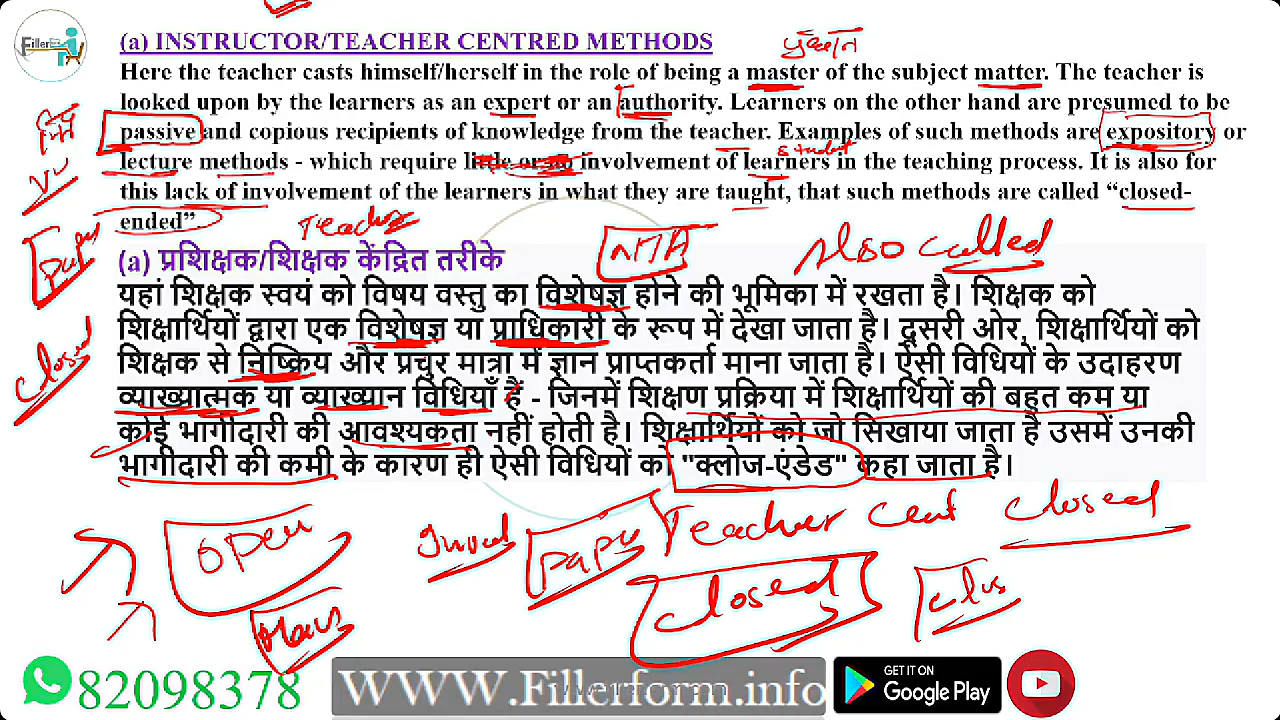 Filler
(a) INSTRUCTOR/TEACHER CENTRED METHODS
Here the teacher casts himself/herself in the role of being a master of the subject matter. The teacher is
looked upon by the learners as an expert or an authority. Learners on the other hand are presumed to be
passive and copious recipients of knowledge from the teacher. Examples of such methods are expository or
student
lecture methods - which require little or no involvement of learners in the teaching process. It is also for
this lack of involvement of the learners in what they are taught, that such methods are called “closed-
ended”
Teacher
NTA
Also called
paper
closed
(a) प्रशिक्षक/शिक्षक केंद्रित तरीके
यहां शिक्षक स्वयं को विषय वस्तु का विशेषज्ञ होने की भूमिका में रखता है। शिक्षक को
शिक्षार्थियों द्वारा एक विशेषज्ञ या प्राधिकारी के रूप में देखा जाता है। दूसरी ओर, शिक्षार्थियों को
शिक्षक से निष्क्रिय और प्रचुर मात्रा में ज्ञान प्राप्तकर्ता माना जाता है। ऐसी विधियों के उदाहरण
व्याख्यात्मक या व्याख्यान विधियाँ हैं - जिनमें शिक्षण प्रक्रिया में शिक्षार्थियों की बहुत कम या
कोई भागीदारी की आवश्यकता नहीं होती है। शिक्षार्थियों को जो सिखाया जाता है उसमें उनकी
भागीदारी की कमी के कारण ही ऐसी विधियों को "क्लोज-एंडेड" कहा जाता है।
open
paper
Teacher cent closed
closed
82098378
WWW.Fillerform.info
GET IT ON
Google Play